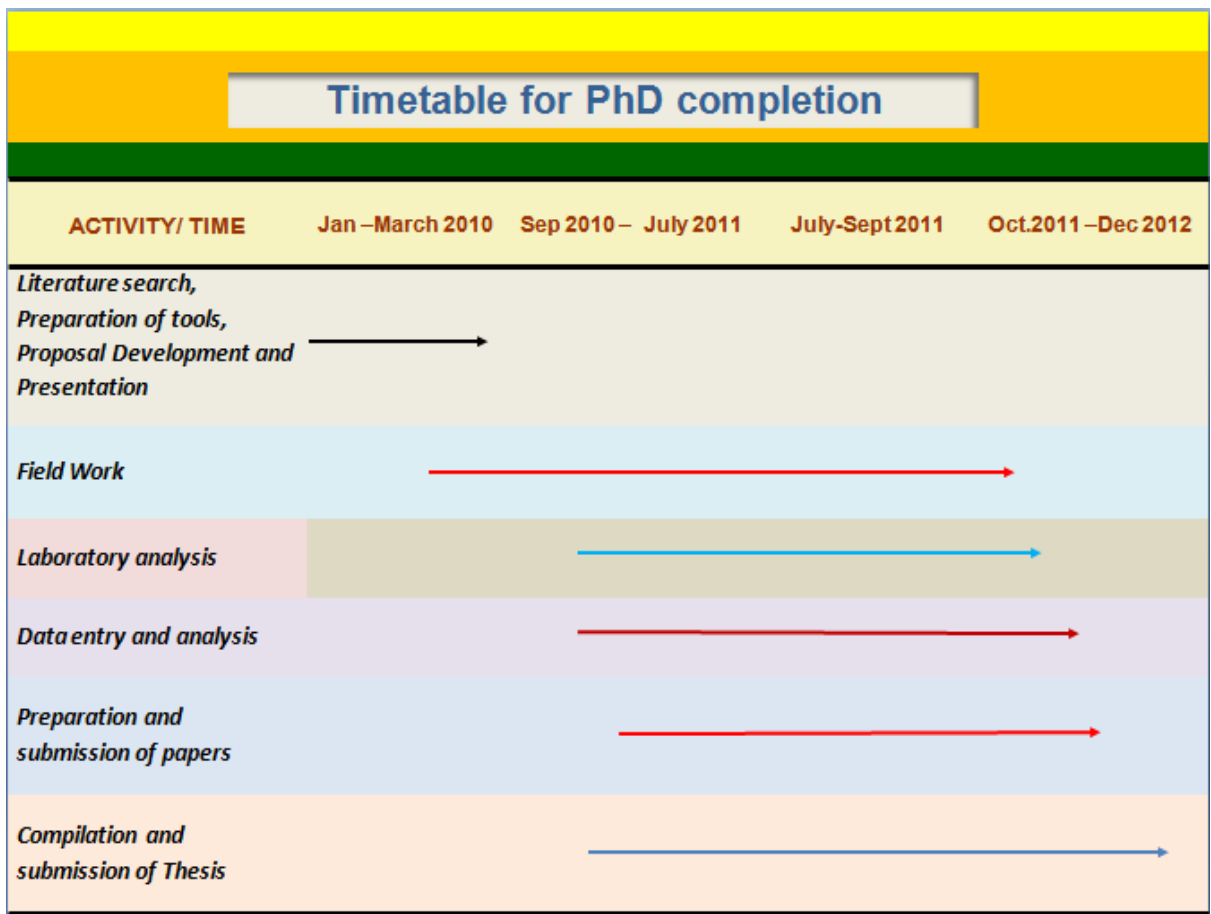 Timetable for PhD completion
ACTIVITY/ TIME Jan –March 2010 Sep 2010 – July 2011 July-Sept 2011 Oct.2011 –Dec 2012
Literature search,
Preparation of tools,
Proposal Development and
Presentation
Field Work
Laboratory analysis
Data entry and analysis
Preparation and
submission of papers
Compilation and
submission of Thesis